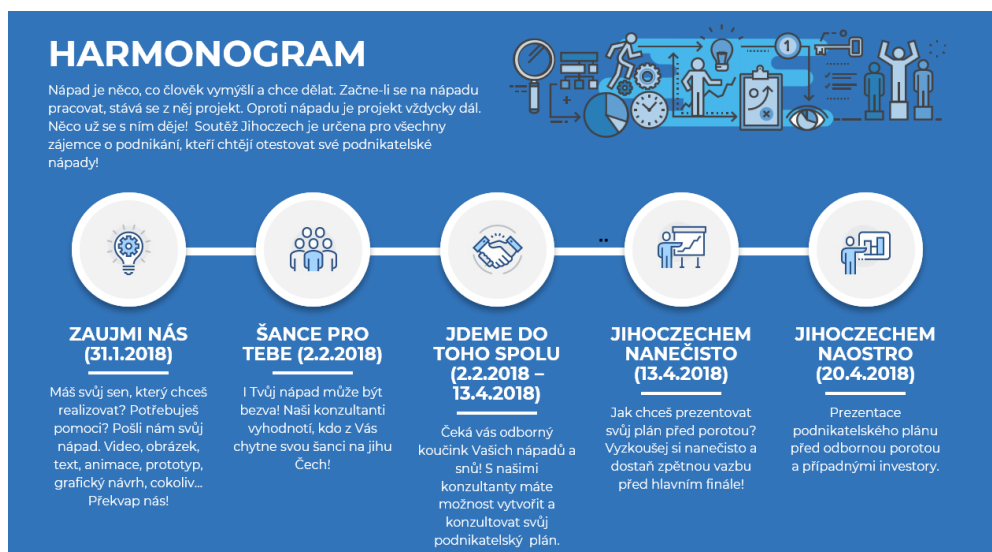 HARMONOGRAM
Nápad je něco, co člověk vymýšlí a chce dělat. Začne-li se na nápadu
pracovat, stává se z něj projekt. Oproti nápadu je projekt vždycky dál.
Něco už se s ním děje! Soutěž Jihoczech je určena pro všechny
zájemce o podnikání, kteří chtějí otestovat své podnikatelské
nápady!
1
ZAUJMI NÁS
(31.1.2018)
Máš svůj sen, který chceš
realizovat? Potřebuješ
pomoci? Pošli nám svůj
nápad. Video, obrázek,
text, animace, prototyp,
grafický návrh, cokoliv...
Překvap nás!
ŠANCE PRO
TEBE (2.2.2018)
I Tvůj nápad může být
bezva! Naši konzultanti
vyhodnotí, kdo z Vás
chytne svou šanci na jihu
Čech!
JDEME DO
TOHO SPOLU
(2.2.2018 –
13.4.2018)
Čeká vás odborný
koučink Vašich nápadů a
snů! S našimi
konzultanty máte
možnost vytvořit a
konzultovat svůj
podnikatelský plán.
JIHOCZECHEM
NANEČISTO
(13.4.2018)
Jak chceš prezentovat
svůj plán před porotou?
Vyzkoušej si nanečisto a
dostaň zpětnou vazbu
před hlavním finále!
JIHOCZECHEM
NAOSTRO
(20.4.2018)
Prezentace
podnikatelského plánu
před odbornou porotou
a případnými investory.